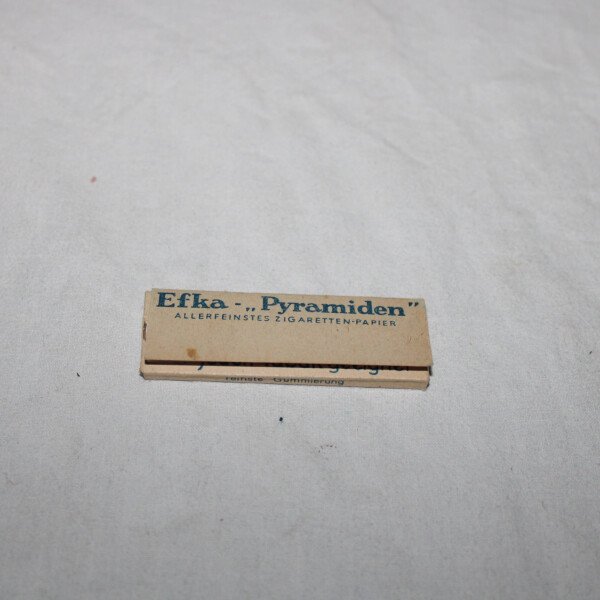 Efka - „Pyramiden”
ALLERFEINSTES ZIGARETTEN-PAPIER
feinste Gummierung